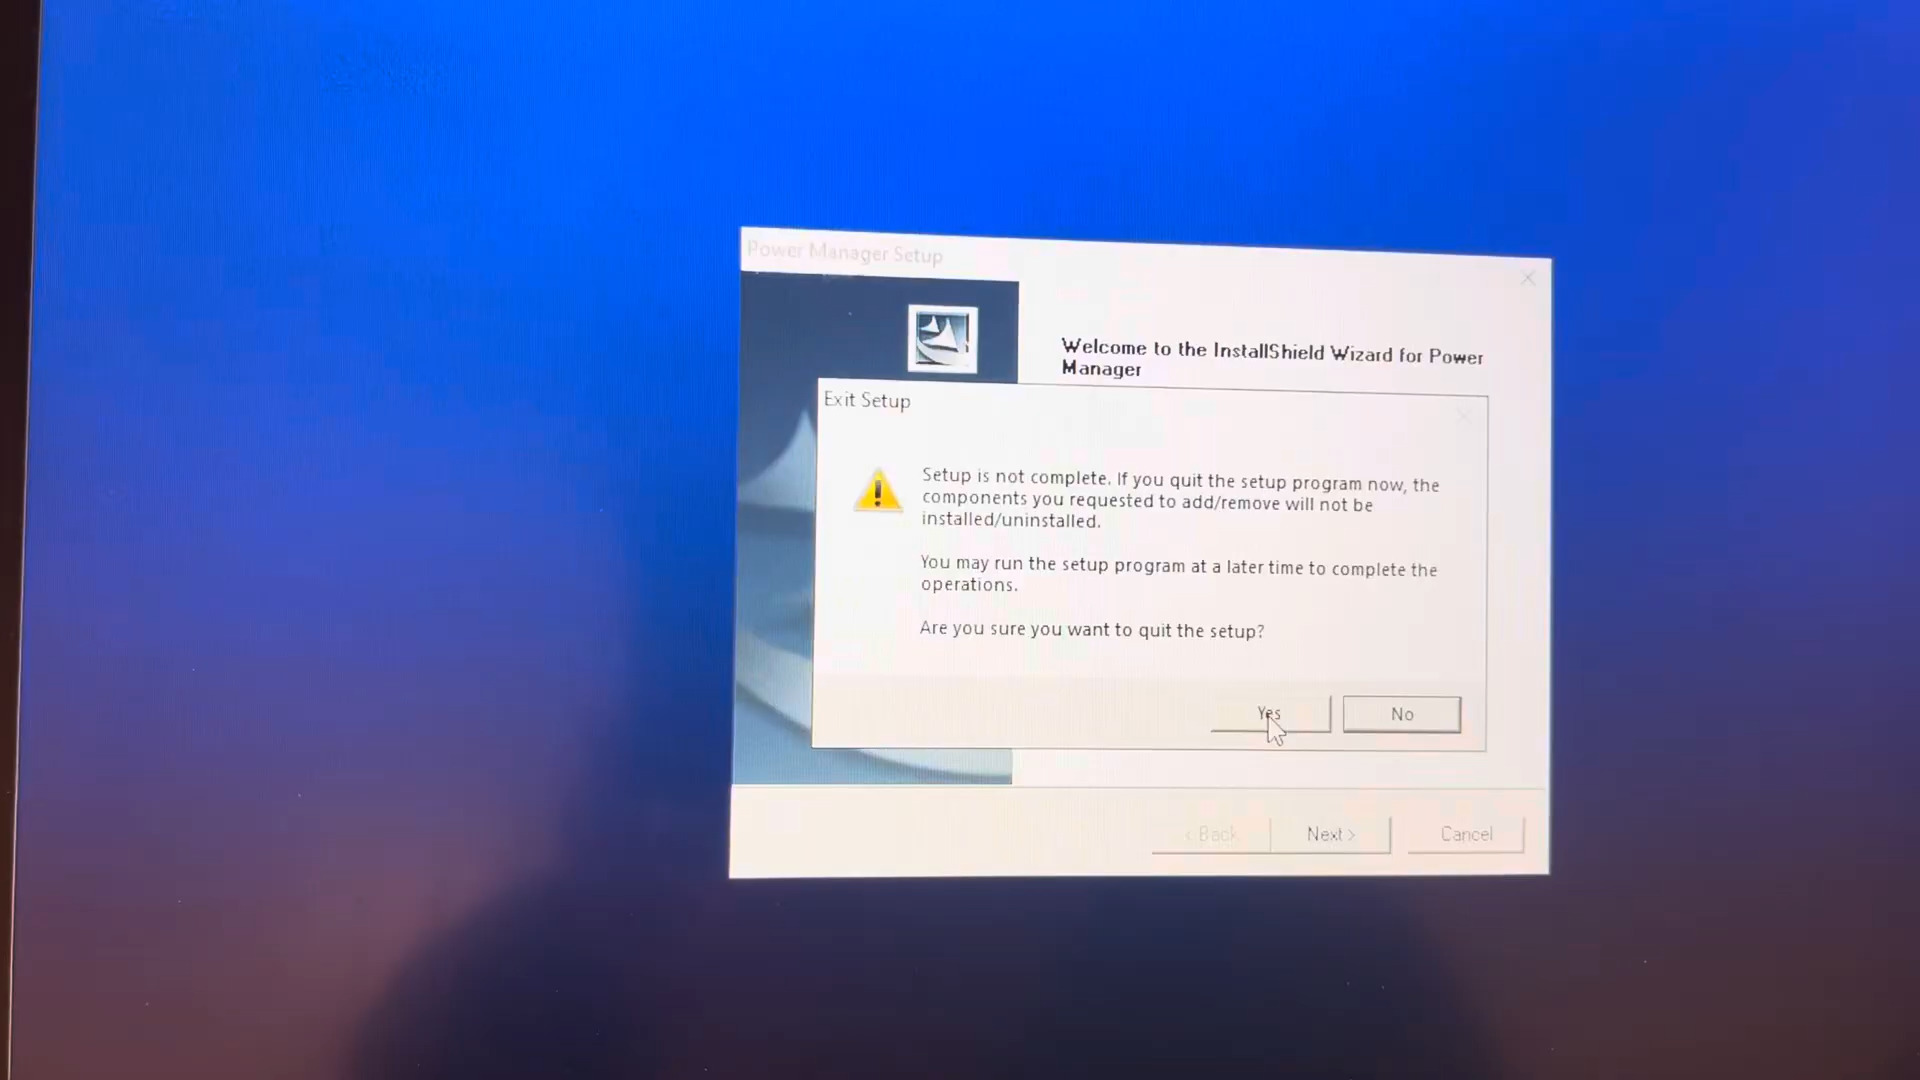 Power Manager Setup
Welcome to the InstallShield Wizard for Power
Manager
Exit Setup
Setup is not complete. If you quit the setup program now, the
components you requested to add/remove will not be
installed/uninstalled.
You may run the setup program at a later time to complete the
operations.
Are you sure you want to quit the setup?
Yes
No
< Back
Next >
Cancel